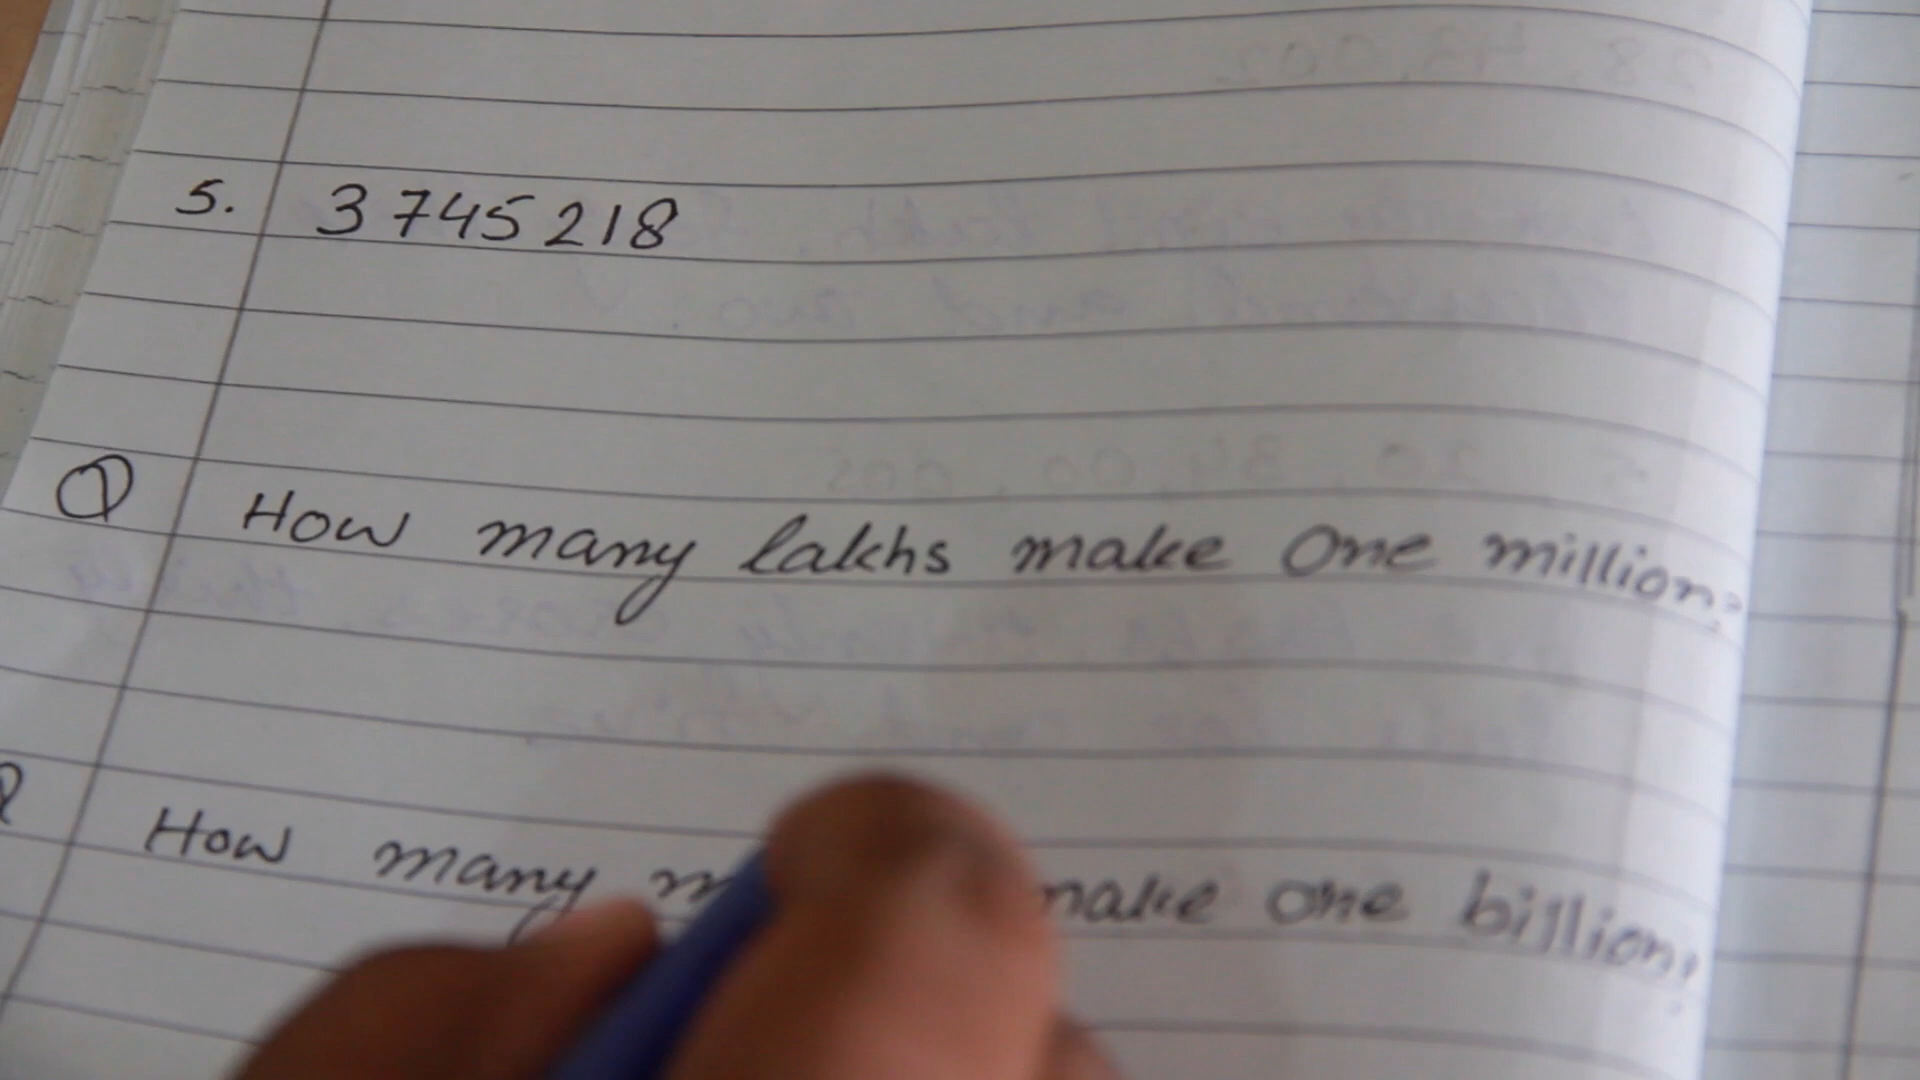 5. 3745218
Q How many lakhs make One million?
Q How many make one billion?